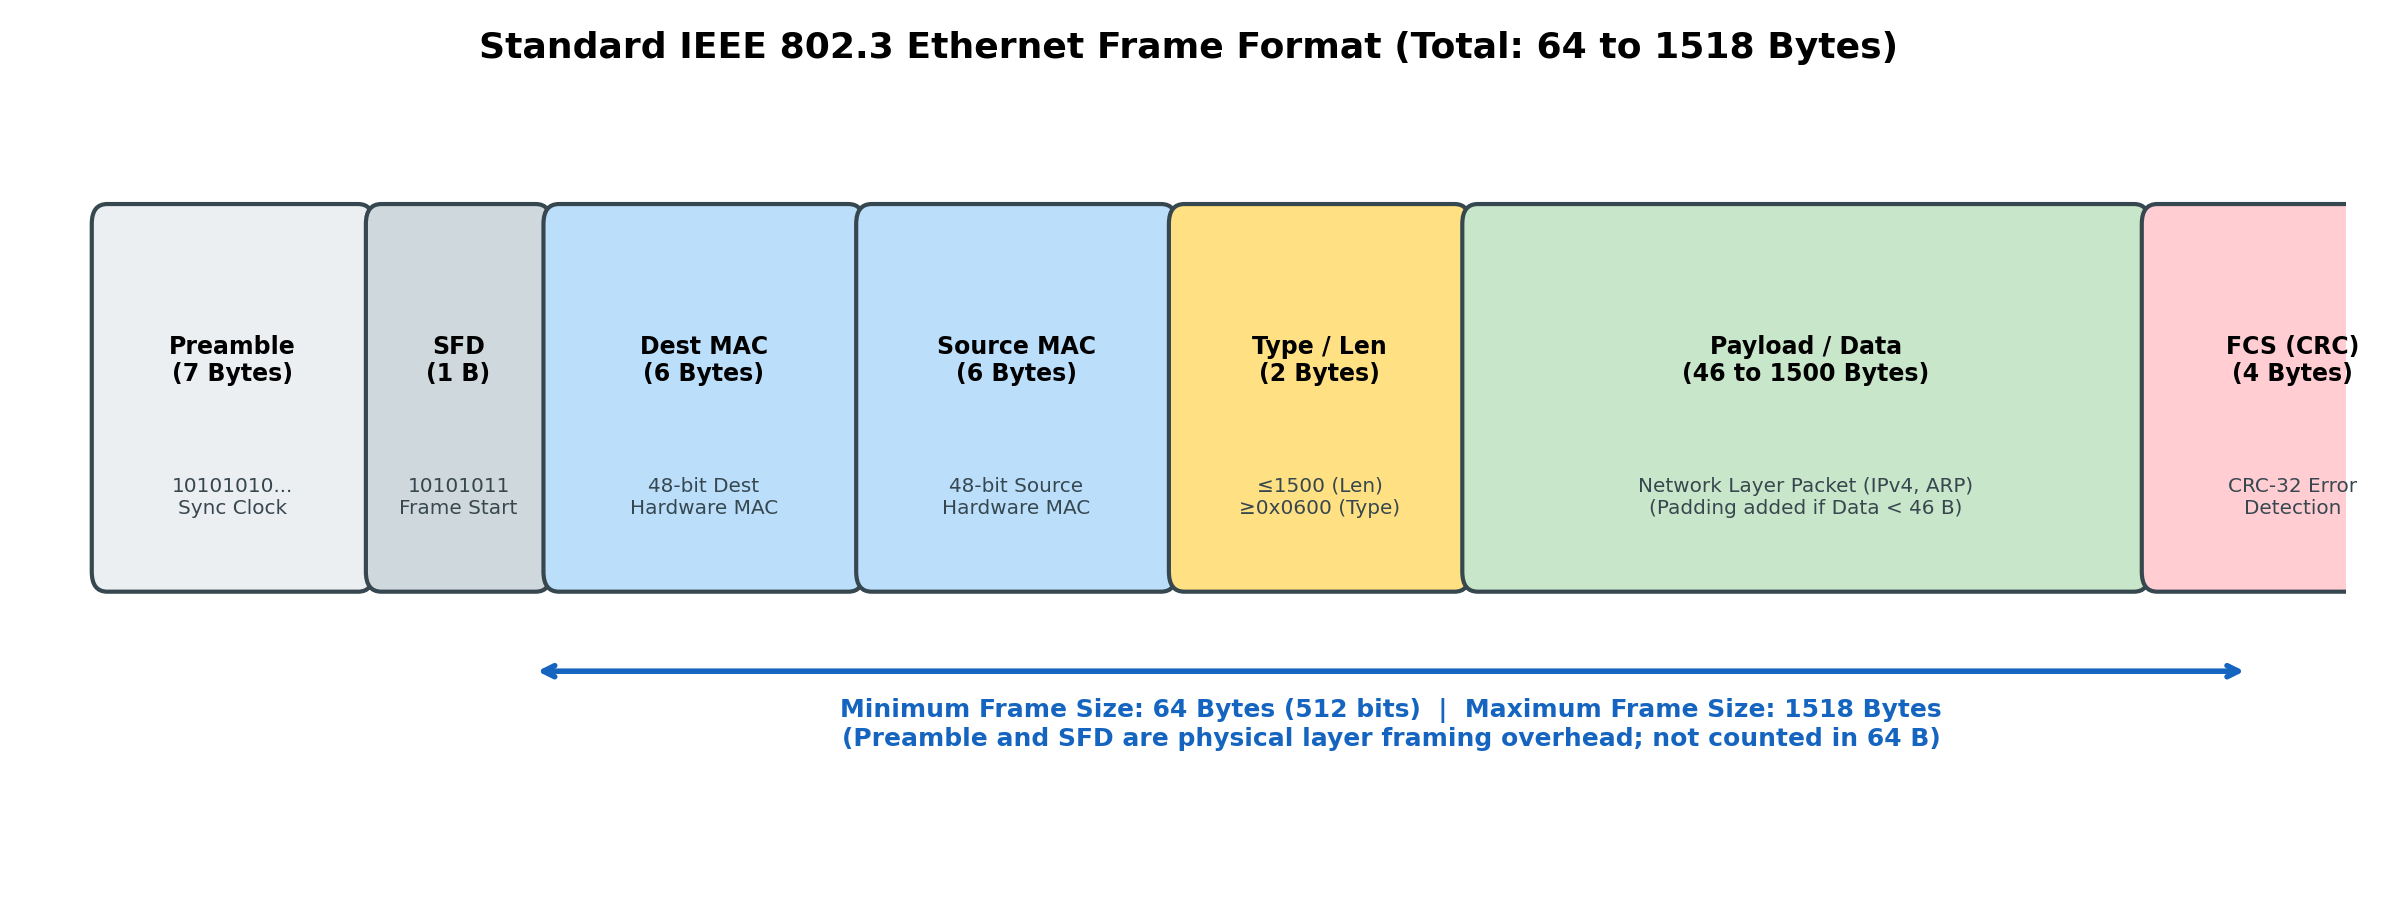 Standard IEEE 802.3 Ethernet Frame Format (Total: 64 to 1518 Bytes)
Preamble
(7 Bytes)
10101010...
Sync Clock
SFD
(1 B)
10101011
Frame Start
Dest MAC
(6 Bytes)
48-bit Dest
Hardware MAC
Source MAC
(6 Bytes)
48-bit Source
Hardware MAC
Type / Len
(2 Bytes)
≤1500 (Len)
≥0x0600 (Type)
Payload / Data
(46 to 1500 Bytes)
Network Layer Packet (IPv4, ARP)
(Padding added if Data < 46 B)
FCS (CRC)
(4 Bytes)
CRC-32 Error
Detection
Minimum Frame Size: 64 Bytes (512 bits)  |  Maximum Frame Size: 1518 Bytes
(Preamble and SFD are physical layer framing overhead; not counted in 64 B)